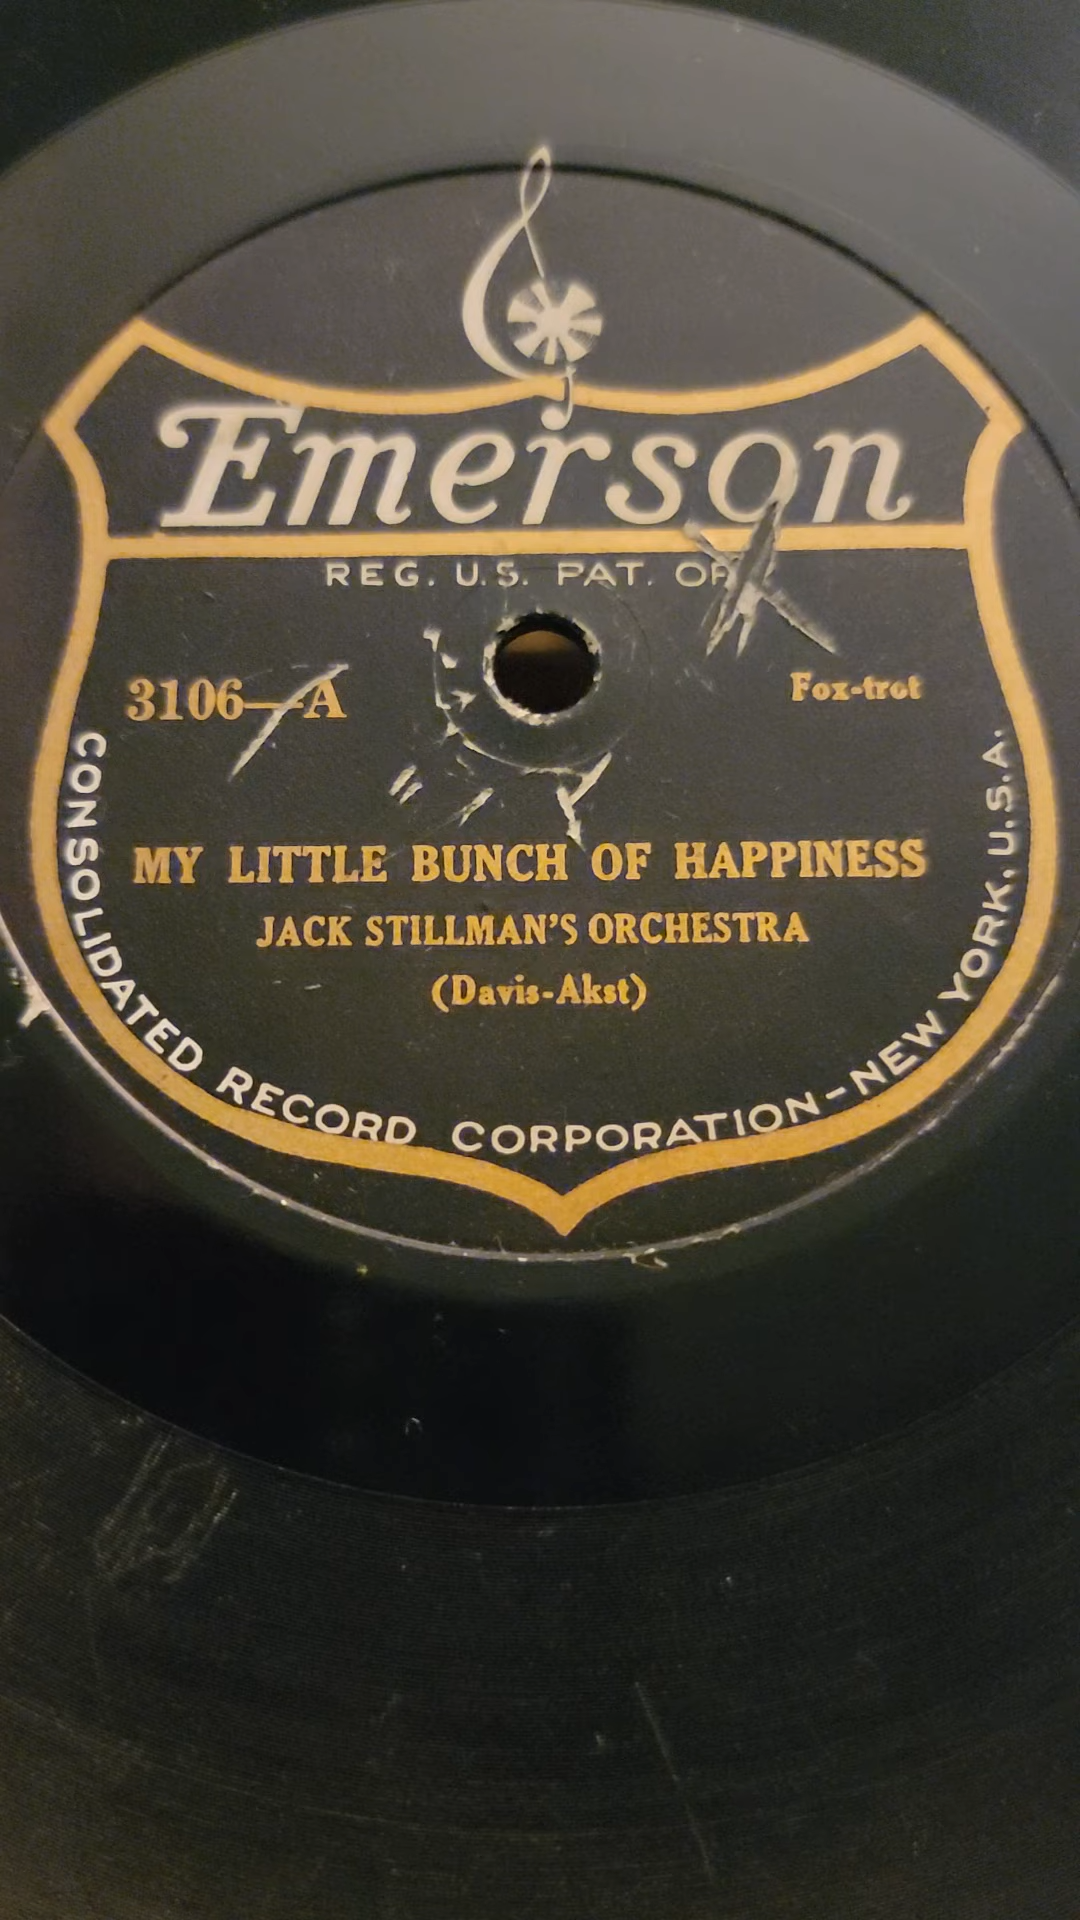 Emerson
REG. U.S. PAT.
3106—A
Fox-trot
MY LITTLE BUNCH OF HAPPINESS
JACK STILLMAN'S ORCHESTRA
(Davis-Akst)
CONSOLIDATED RECORD CORPORATION-NEW YORK, U.S.A.